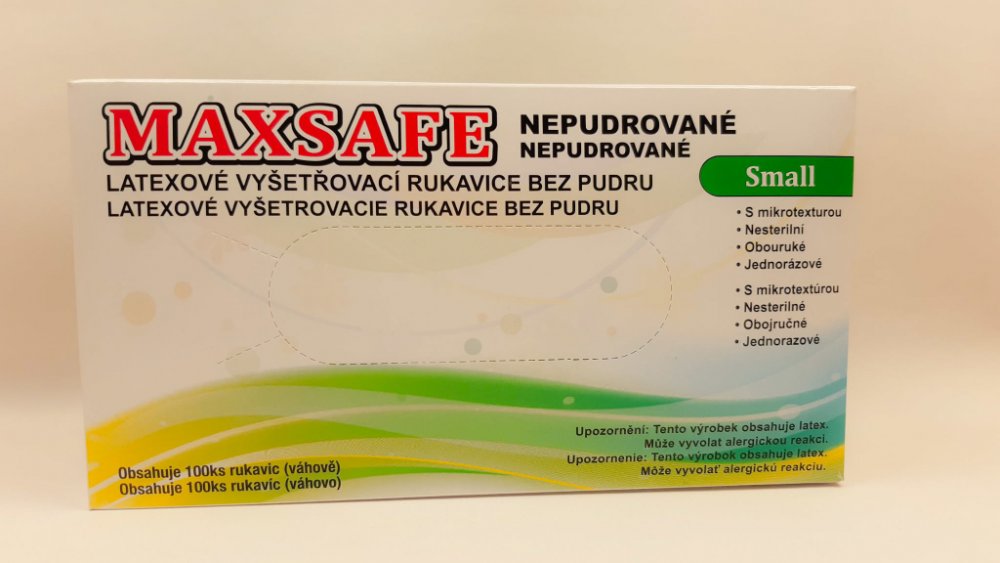 MAXSAFE
NEPUDROVANÉ
NEPUDROVANÉ
LATEXOVÉ VYŠETŘOVACÍ RUKAVICE BEZ PUDRU
LATEXOVÉ VYŠETROVACIE RUKAVICE BEZ PUDRU
Small
• S mikrotexturou
• Nesterilní
• Obouruké
• Jednorázové
• S mikrotextúrou
• Nesterilné
• Obojručné
• Jednorazové
Upozornění: Tento výrobek obsahuje latex.
Může vyvolat alergickou reakci.
Upozornenie: Tento výrobok obsahuje latex.
Môže vyvolať alergickú reakciu.
Obsahuje 100ks rukavic (váhově)
Obsahuje 100ks rukavíc (váhovo)